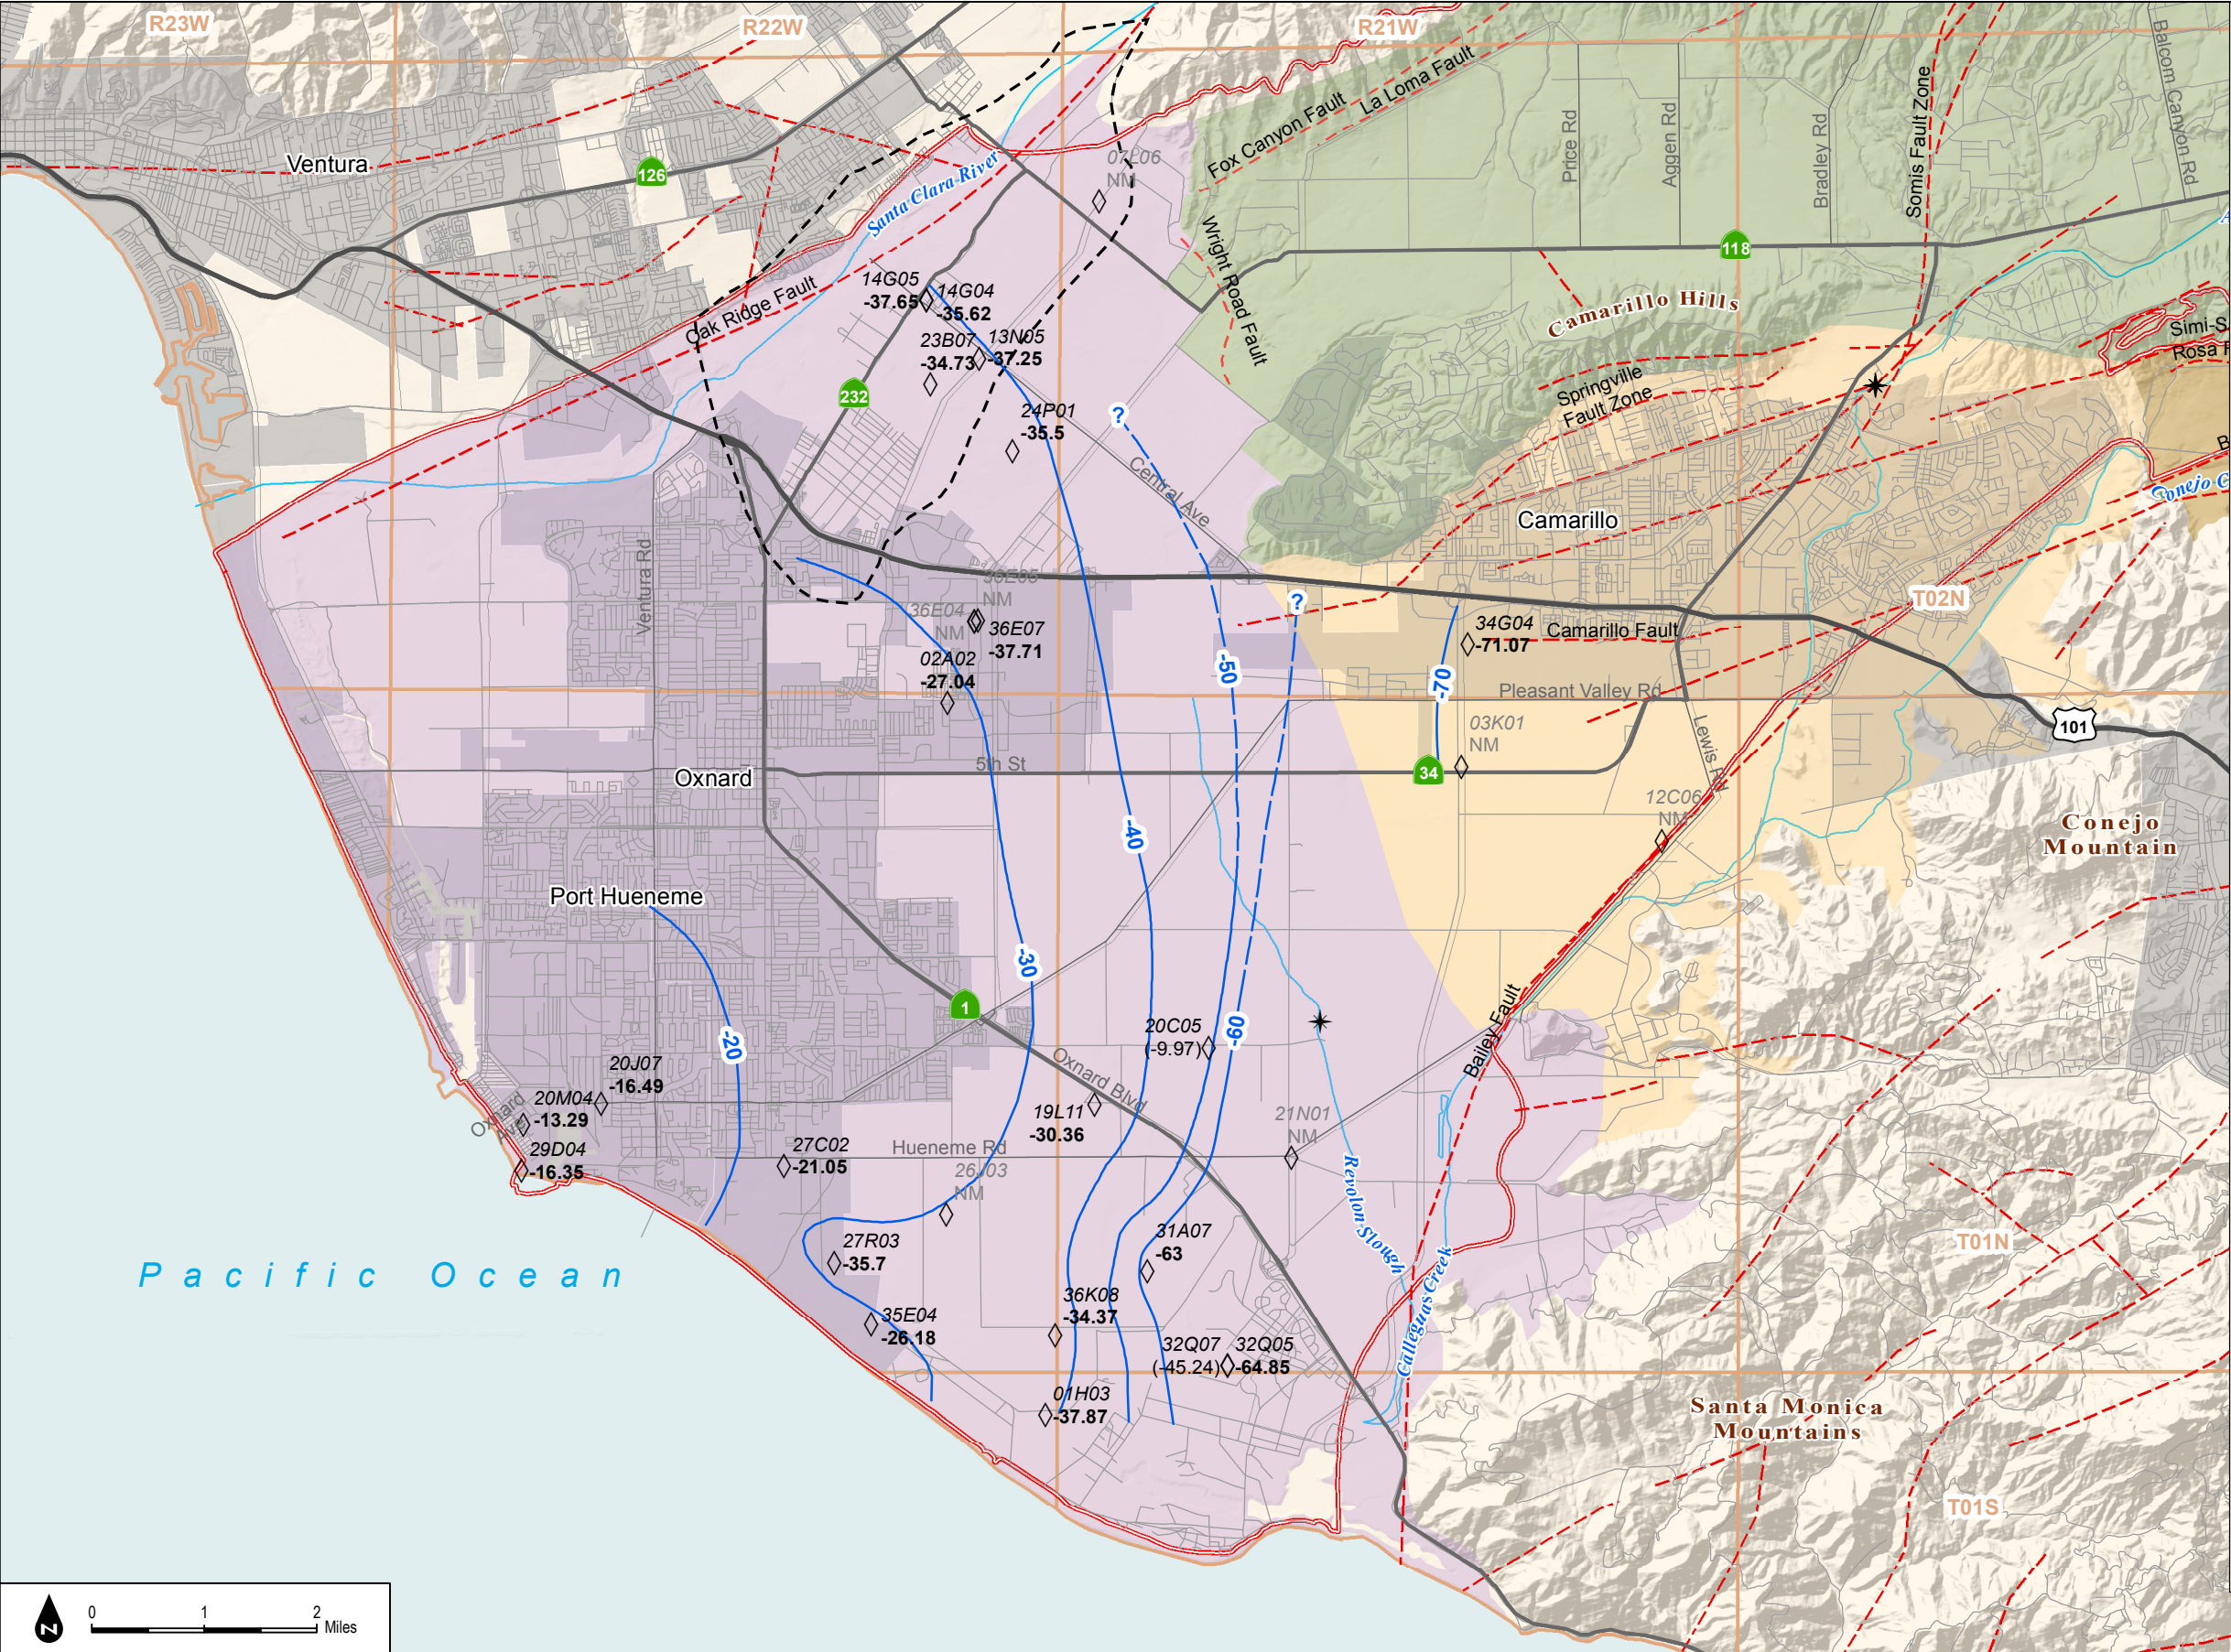 R23W
R22W
R21W
Balcom Canyon Rd
Somis Fault Zone
La Loma Fault
Fox Canyon Fault
Price Rd
Aggen Rd
Bradley Rd
Ventura
126
Santa Clara River
07L06
NM
Wright Road Fault
118
Camarillo Hills
14G05
-37.65
14G04
-35.62
Oak Ridge Fault
23B07
-34.73
13N05
-37.25
Simi-S
Rosa F
232
Springville
Fault Zone
24P01
-35.5
?
Central Ave
B
Conejo C
Camarillo
Ventura Rd
36E05
NM
36E04
NM
36E07
-37.71
?
T02N
34G04
-71.07
Camarillo Fault
02A02
-27.04
-50
-70
Pleasant Valley Rd
03K01
NM
Lewis Rd
101
5th St
34
Oxnard
12C06
NM
-40
Conejo
Mountain
Port Hueneme
-30
1
Bailey Fault
-20
20C05
(-9.97)
-60
Oxnard Blvd
20J07
-16.49
20M04
-13.29
Oxnard
Ave
19L11
-30.36
21N01
NM
29D04
-16.35
27C02
-21.05
Hueneme Rd
26J03
NM
Revolon Slough
27R03
-35.7
31A07
-63
T01N
Pacific Ocean
Calleguas Creek
35E04
-26.18
36K08
-34.37
32Q07
(-45.24)
32Q05
-64.85
01H03
-37.87
Santa Monica
Mountains
T01S
N
0 1 2
Miles